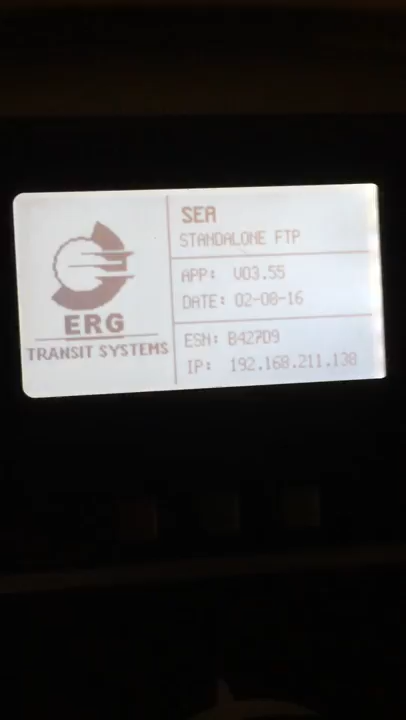 ERG
TRANSIT SYSTEMS
SEA
STANDALONE FTP
APP: V03.55
DATE: 02-08-16
ESN: B427D9
IP: 192.168.211.138